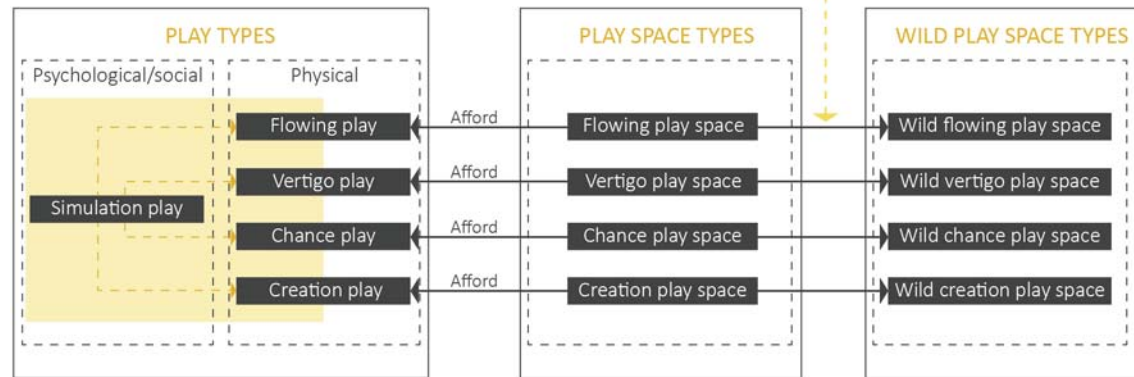 PLAY TYPES
PLAY SPACE TYPES
WILD PLAY SPACE TYPES
Psychological/social
Physical
Flowing play
Afford
Flowing play space
Wild flowing play space
Vertigo play
Afford
Vertigo play space
Wild vertigo play space
Simulation play
Chance play
Afford
Chance play space
Wild chance play space
Creation play
Afford
Creation play space
Wild creation play space